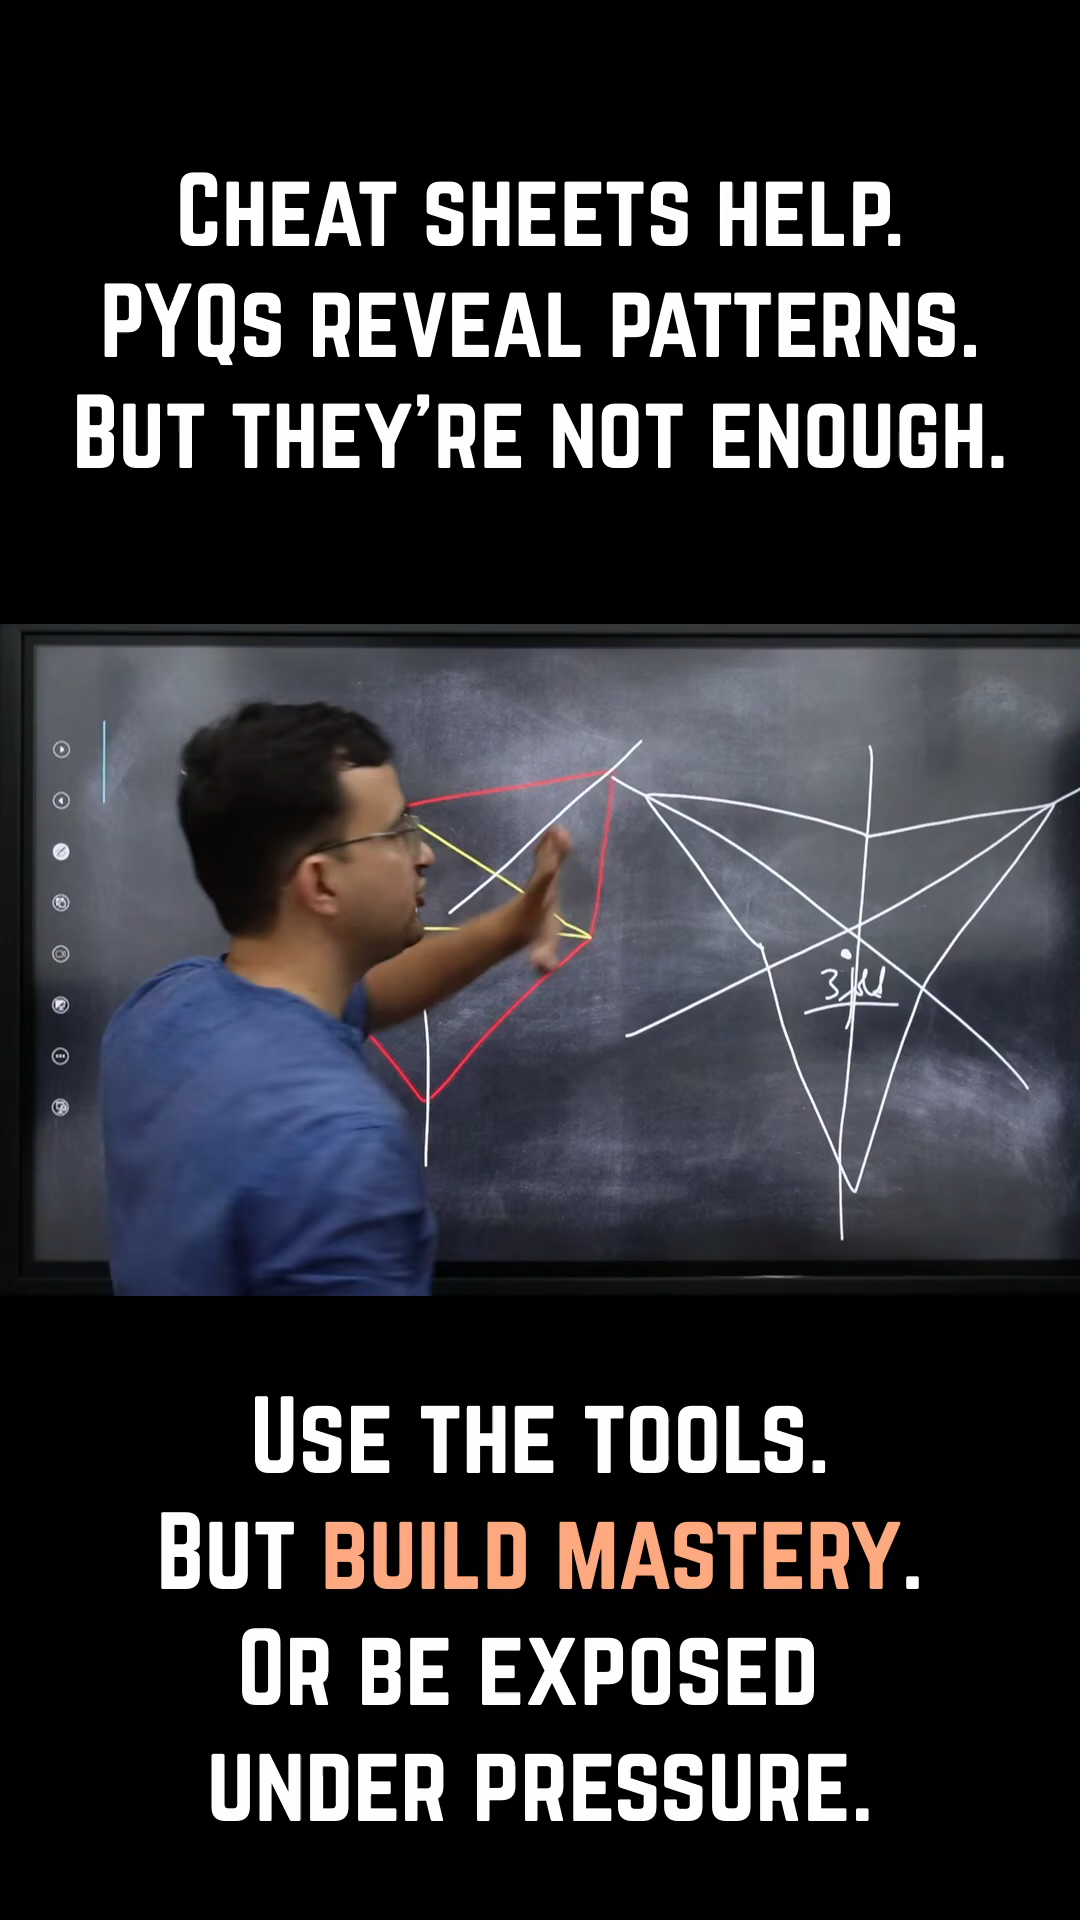 Cheat sheets help.
PYQs reveal patterns.
But they're not enough.
Use the tools.
But build mastery.
Or be exposed
under pressure.